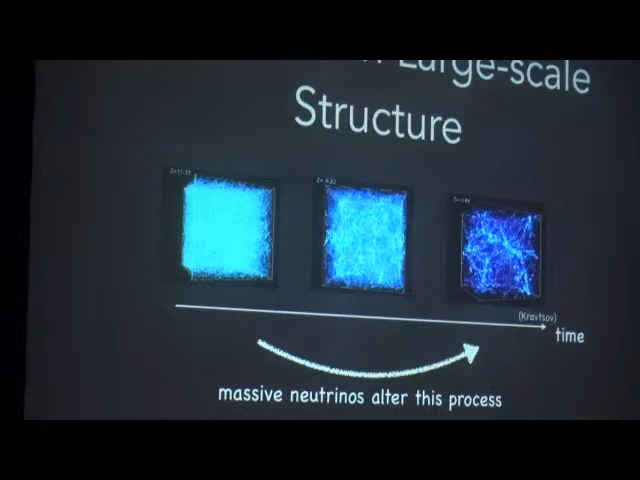 Large-scale
Structure
(Kravtsov)
time
massive neutrinos alter this process